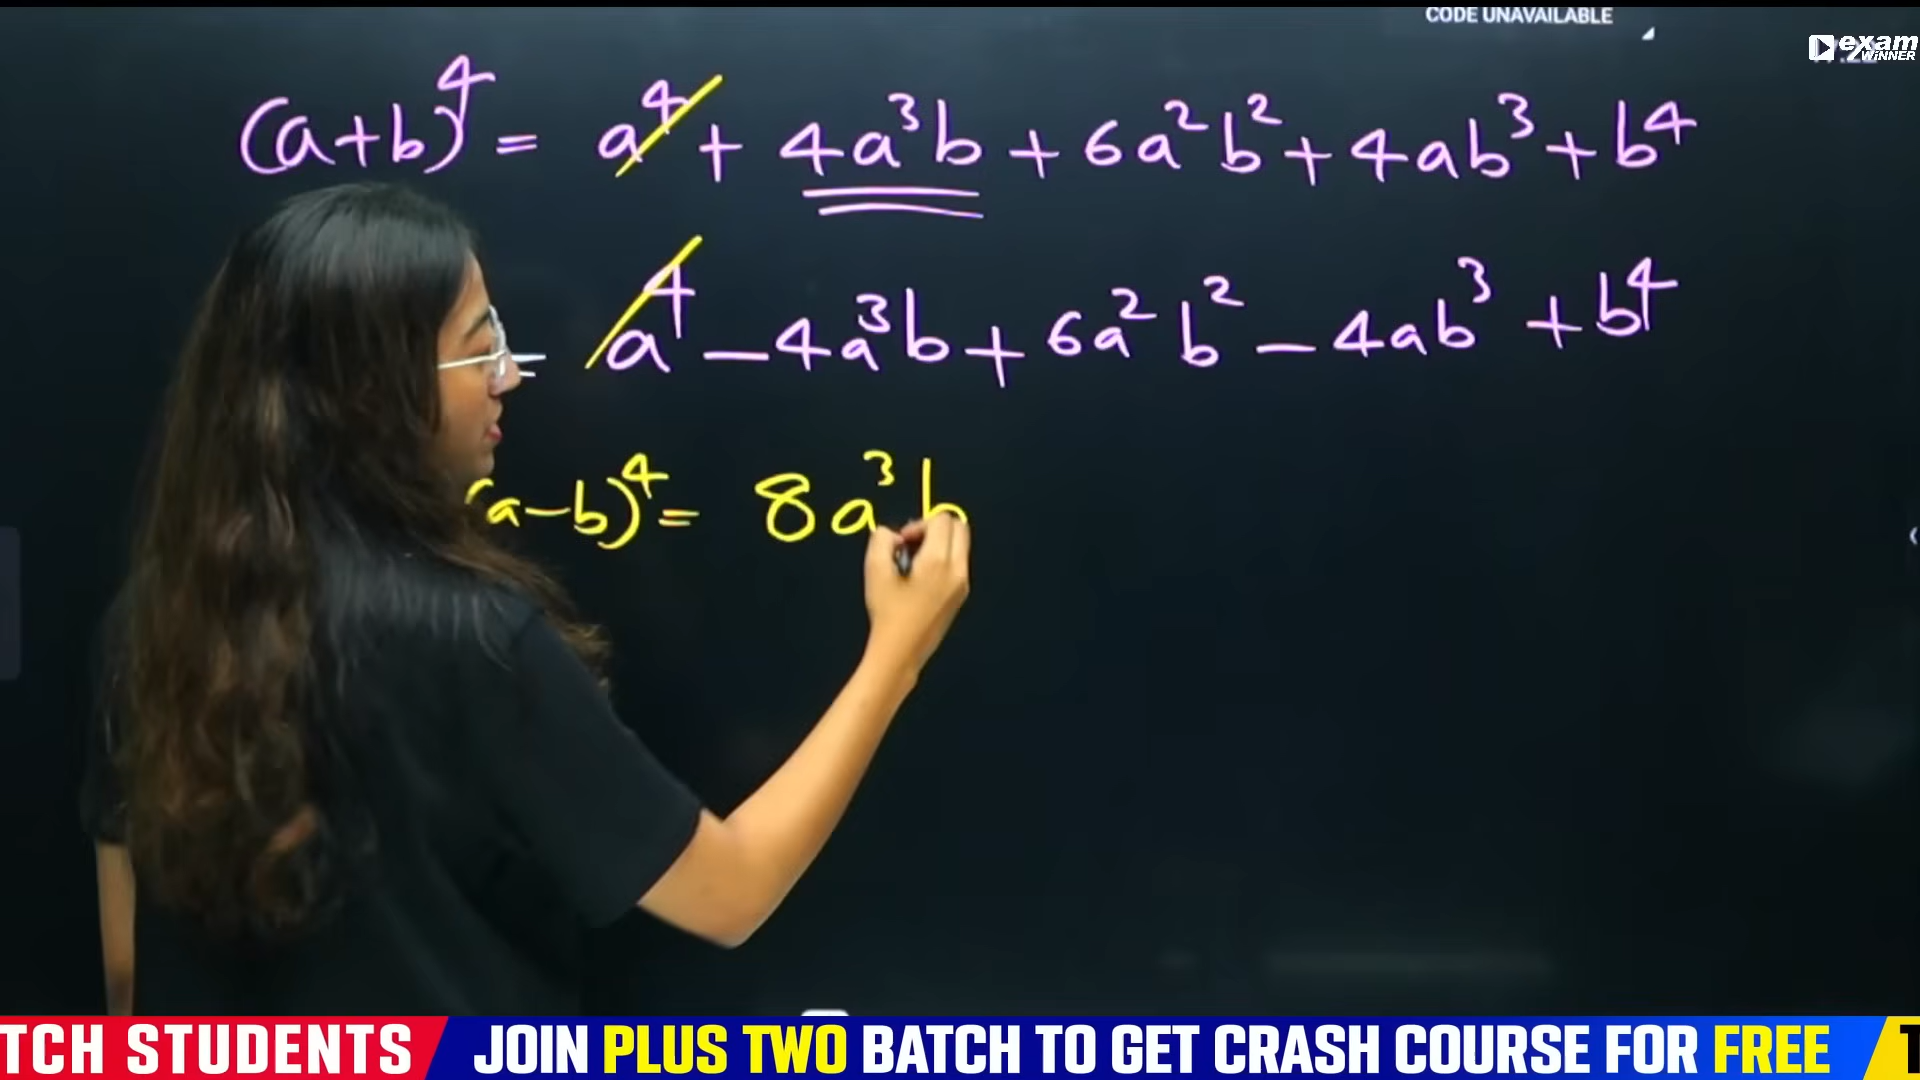 CODE UNAVAILABLE
exam
WINNER
(a+b)⁴ = a⁴ + 4a³b + 6a²b² + 4ab³ + b⁴
= a⁴ - 4a³b + 6a²b² - 4ab³ + b⁴
(a-b)⁴ = 8a³b
TCH STUDENTS
JOIN PLUS TWO BATCH TO GET CRASH COURSE FOR FREE